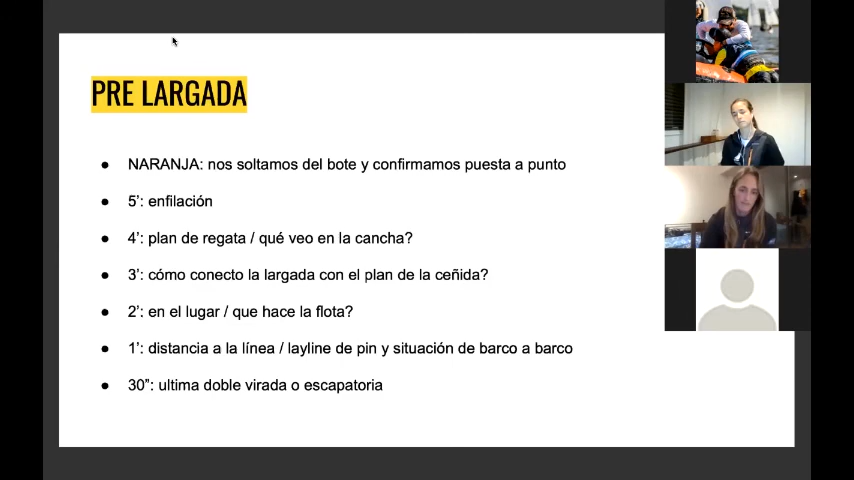 PRE LARGADA
● NARANJA: nos soltamos del bote y confirmamos puesta a punto
● 5’: enfilación
● 4’: plan de regata / qué veo en la cancha?
● 3’: cómo conecto la largada con el plan de la ceñida?
● 2’: en el lugar / que hace la flota?
● 1’: distancia a la línea / layline de pin y situación de barco a barco
● 30”: ultima doble virada o escapatoria